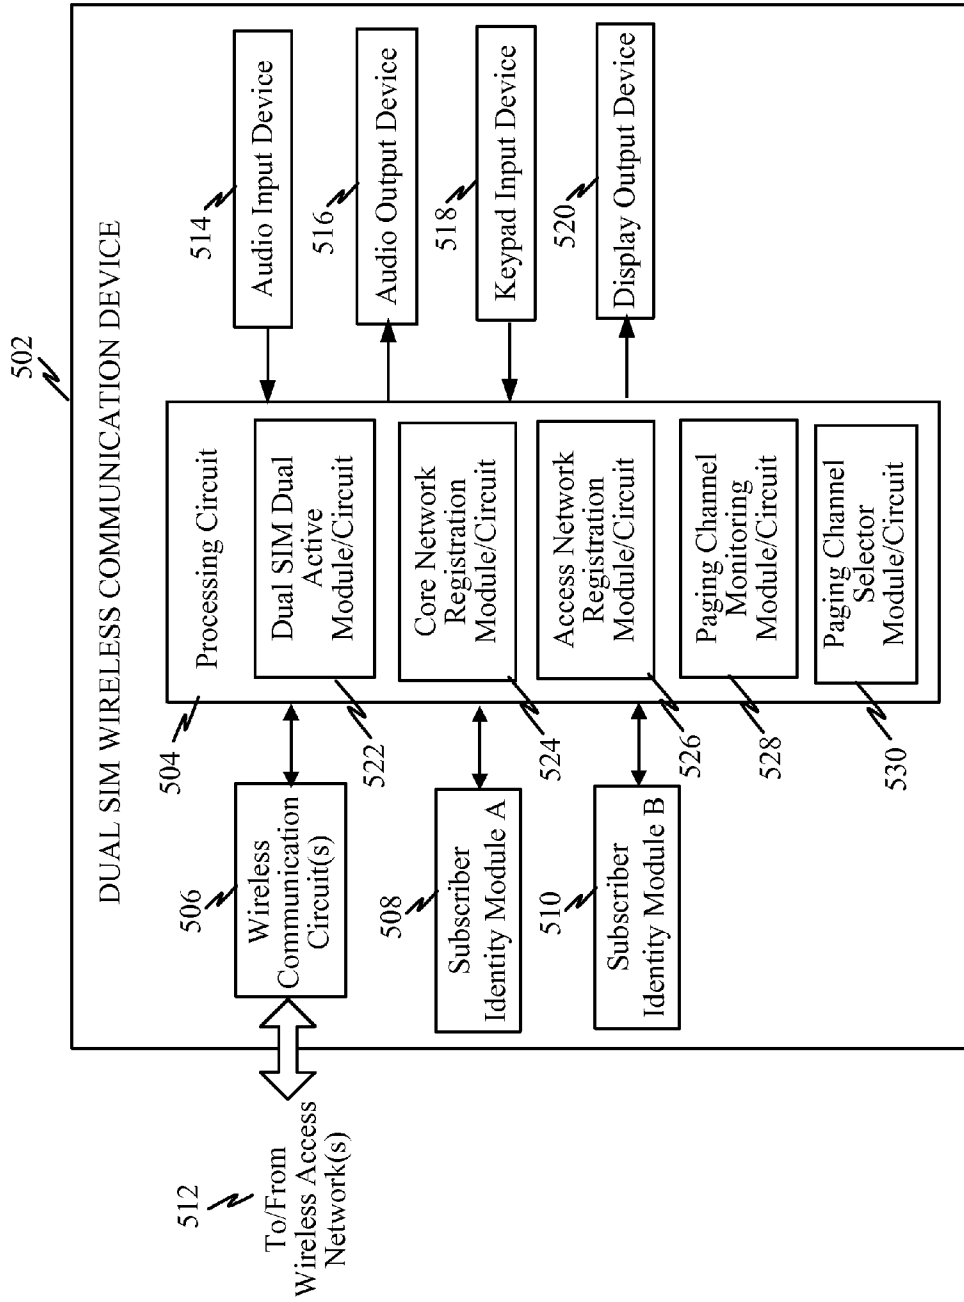 502
DUAL SIM WIRELESS COMMUNICATION DEVICE
512
To/From
Wireless Access
Network(s)
506
Wireless
Communication
Circuit(s)
508
Subscriber
Identity Module A
510
Subscriber
Identity Module B
504
Processing Circuit
522
Dual SIM Dual
Active
Module/Circuit
524
Core Network
Registration
Module/Circuit
526
Access Network
Registration
Module/Circuit
528
Paging Channel
Monitoring
Module/Circuit
530
Paging Channel
Selector
Module/Circuit
514
Audio Input Device
516
Audio Output Device
518
Keypad Input Device
520
Display Output Device